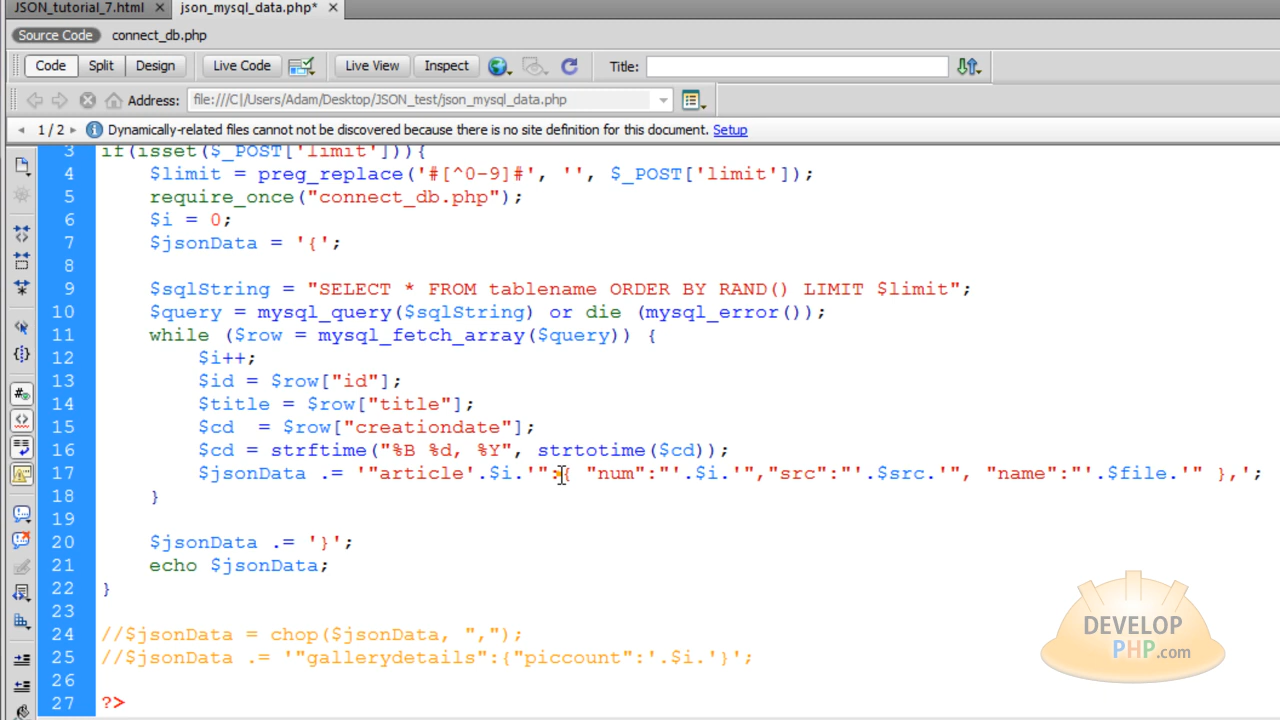 JSON_tutorial_7.html × json_mysql_data.php* ×
Source Code connect_db.php
Code Split Design Live Code Live View Inspect Title:
Address: file:///C|/Users/Adam/Desktop/JSON_test/json_mysql_data.php
1 / 2 Dynamically-related files cannot not be discovered because there is no site definition for this document. Setup
3 if(isset($_POST['limit'])){
4 $limit = preg_replace('#[^0-9]#', '', $_POST['limit']);
5 require_once("connect_db.php");
6 $i = 0;
7 $jsonData = '{';
8
9 $sqlString = "SELECT * FROM tablename ORDER BY RAND() LIMIT $limit";
10 $query = mysql_query($sqlString) or die (mysql_error());
11 while ($row = mysql_fetch_array($query)) {
12 $i++;
13 $id = $row["id"];
14 $title = $row["title"];
15 $cd  = $row["creationdate"];
16 $cd = strftime("%B %d, %Y", strtotime($cd));
17 $jsonData .= '"article'.$i.'":{ "num":"'.$i.'","src":"'.$src.'", "name":"'.$file.'" },';
18 }
19
20 $jsonData .= '}';
21 echo $jsonData;
22 }
23
24 //$jsonData = chop($jsonData, ",");
25 //$jsonData .= '"gallerydetails":{"piccount":'.$i.'}';
26
27 ?>
DEVELOP
PHP.com